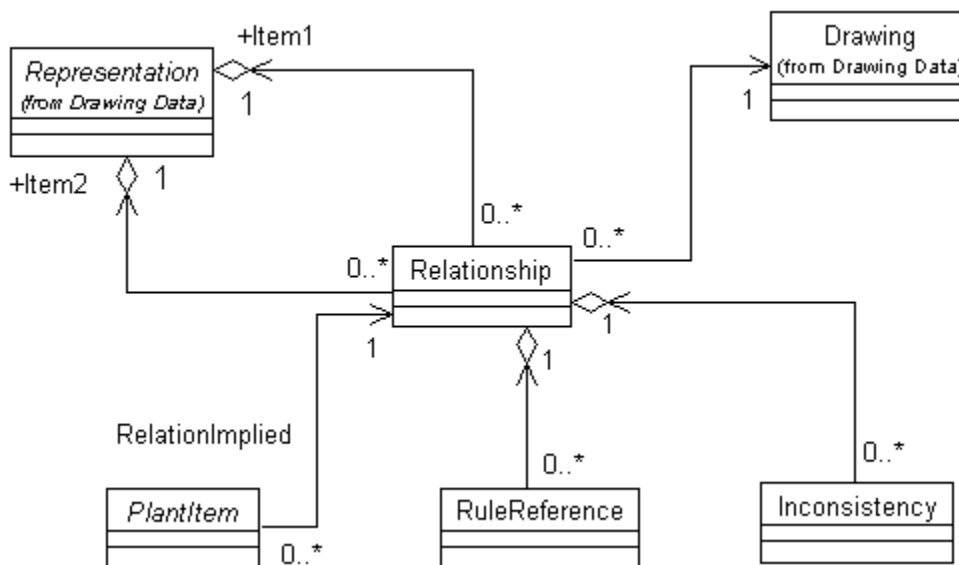 +Item1
Representation
(from Drawing Data)
1
Drawing
(from Drawing Data)
1
+Item2
1
0..*
0..*
0..*
Relationship
1
1
1
RelationImplied
0..*
0..*
PlantItem
RuleReference
Inconsistency
0..*